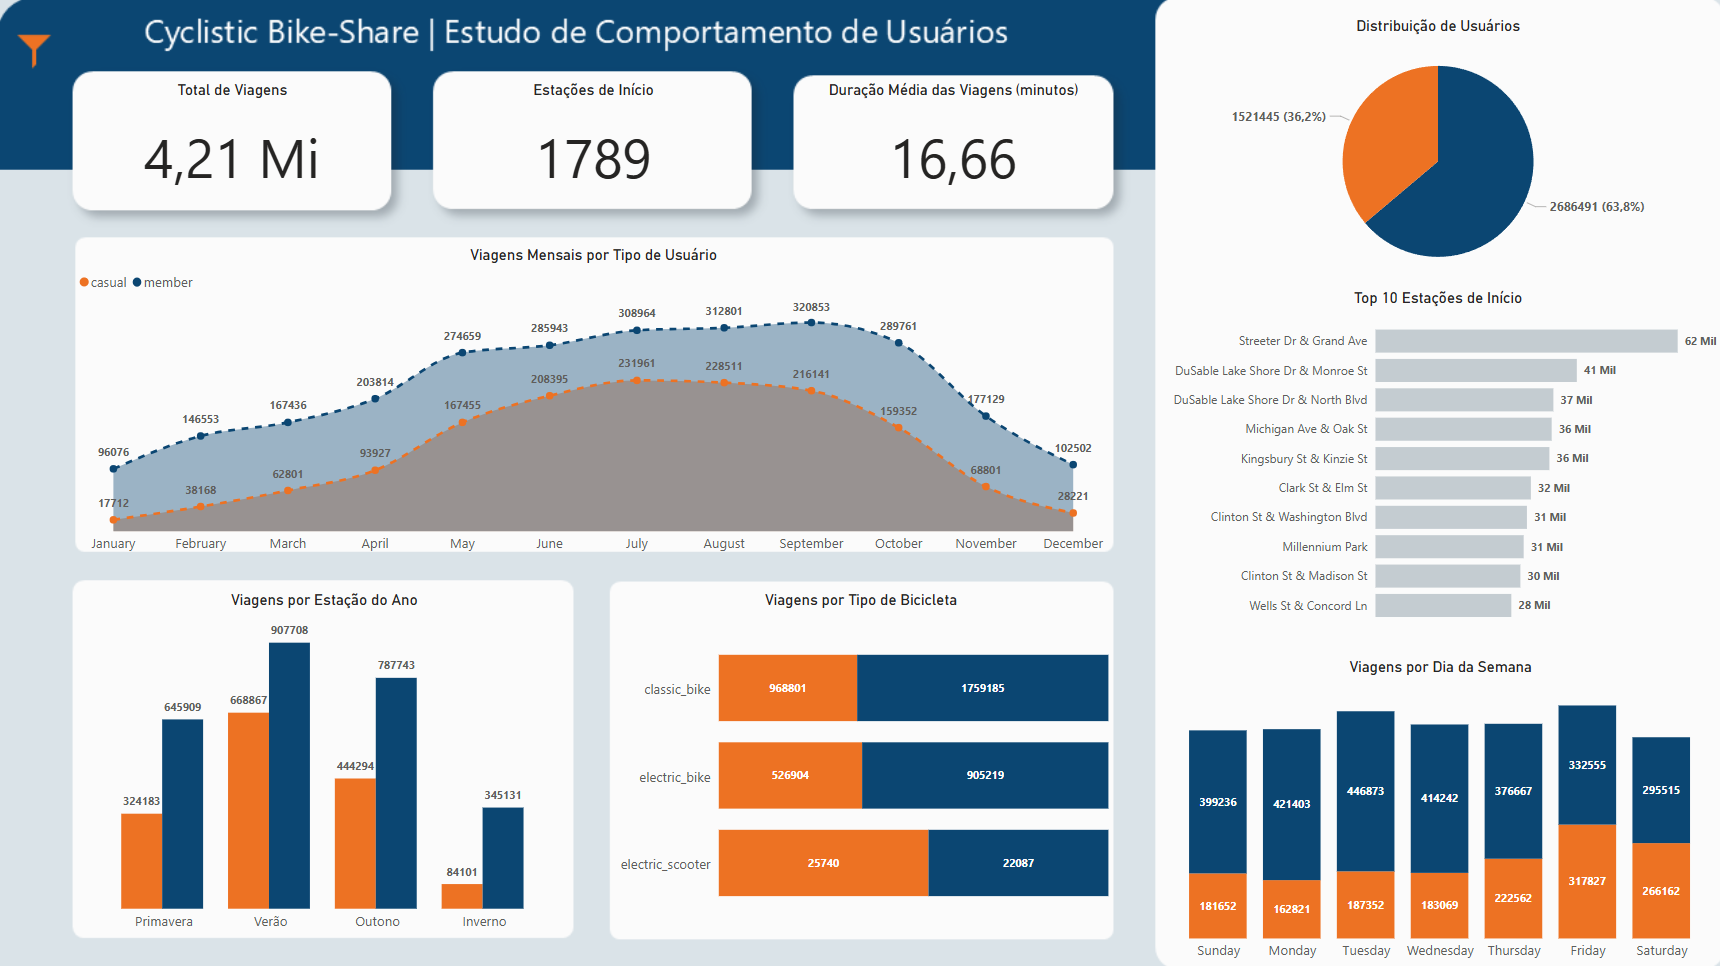 Cyclistic Bike-Share | Estudo de Comportamento de Usuários
Total de Viagens
4,21 Mi
Estações de Início
1789
Duração Média das Viagens (minutos)
16,66
Viagens Mensais por Tipo de Usuário
casual member
96076
146553
167436
203814
274659
285943
308964
312801
320853
289761
177129
102502
17712
38168
62801
93927
167455
208395
231961
228511
216141
159352
68801
28221
January February March April May June July August September October November December
Viagens por Estação do Ano
324183
645909
668867
907708
444294
787743
84101
345131
Primavera Verão Outono Inverno
Viagens por Tipo de Bicicleta
classic_bike 968801 1759185
electric_bike 526904 905219
electric_scooter 25740 22087
Distribuição de Usuários
1521445 (36,2%)
2686491 (63,8%)
Top 10 Estações de Início
Streeter Dr & Grand Ave 62 Mil
DuSable Lake Shore Dr & Monroe St 41 Mil
DuSable Lake Shore Dr & North Blvd 37 Mil
Michigan Ave & Oak St 36 Mil
Kingsbury St & Kinzie St 36 Mil
Clark St & Elm St 32 Mil
Clinton St & Washington Blvd 31 Mil
Millennium Park 31 Mil
Clinton St & Madison St 30 Mil
Wells St & Concord Ln 28 Mil
Viagens por Dia da Semana
399236 421403 446873 414242 376667 332555 295515
181652 162821 187352 183069 222562 317827 266162
Sunday Monday Tuesday Wednesday Thursday Friday Saturday